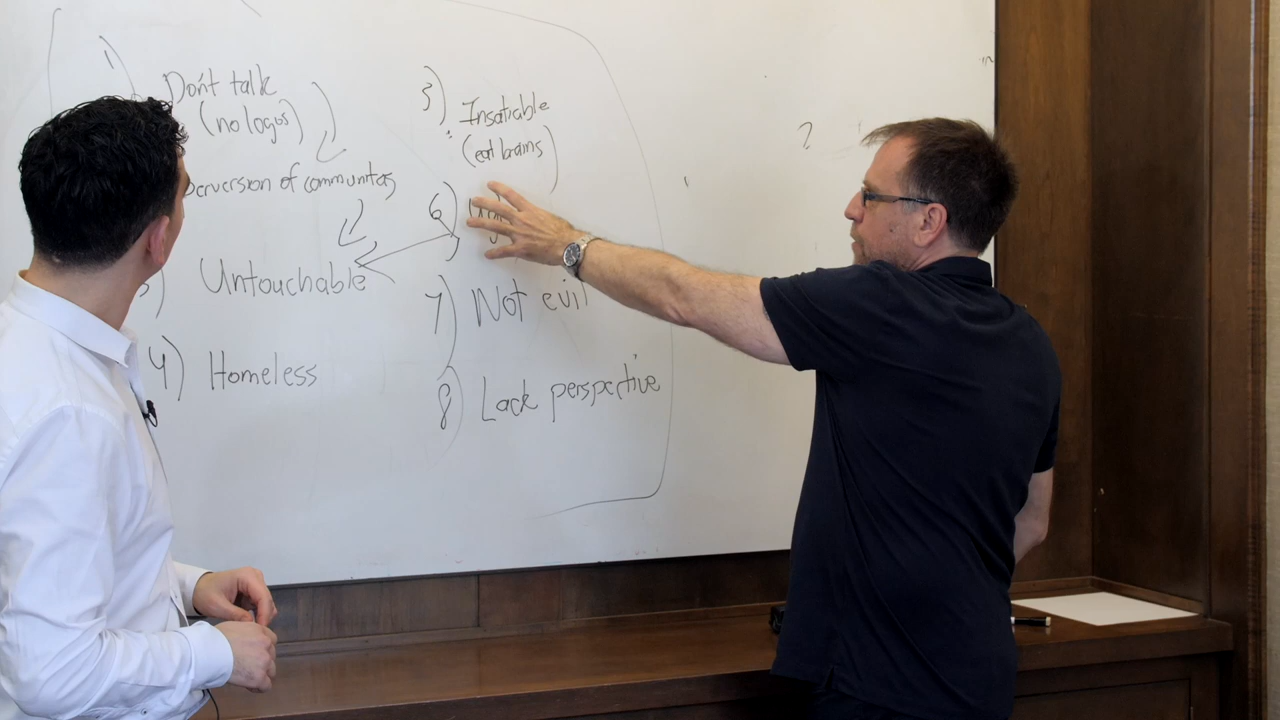 1)
Don't talk
(no logos)
Perversion of communitas
3)
Untouchable
4) Homeless
5) Insatiable
(eat brains)
6)
7) Not evil
8) Lack perspective
?